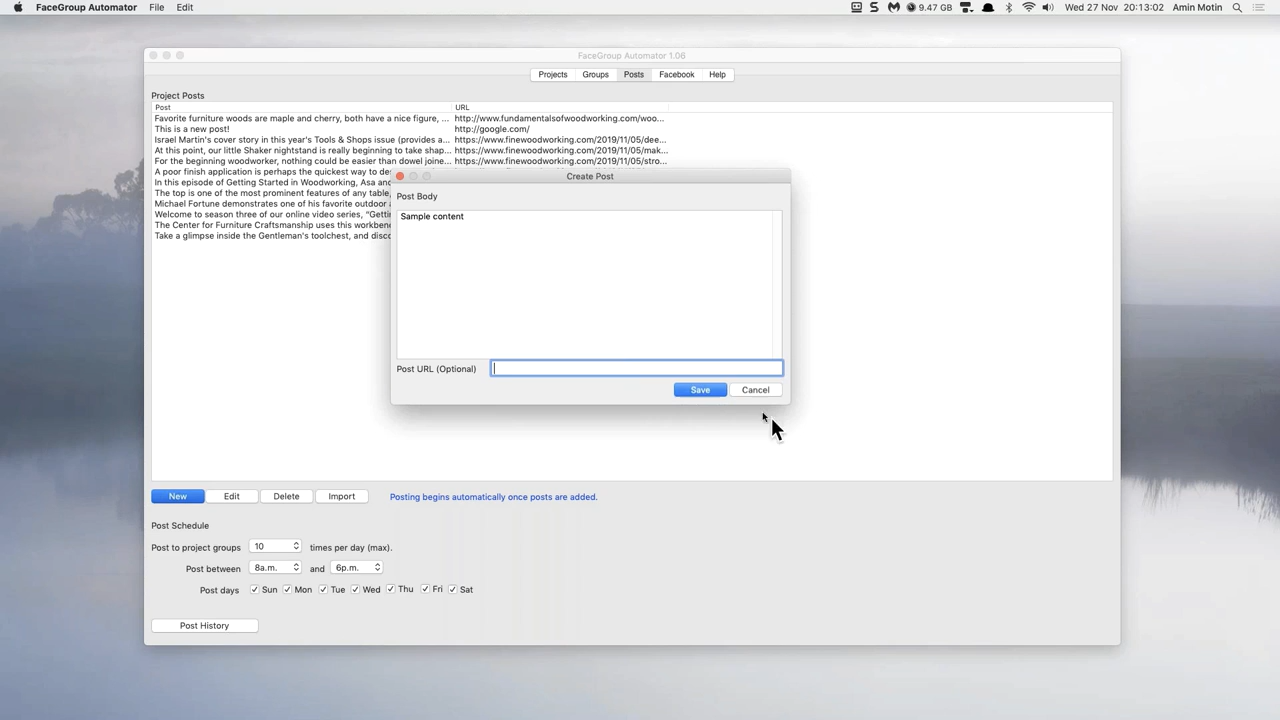 FaceGroup Automator File Edit 9.47 GB Wed 27 Nov 20:13:02 Amin Motin
FaceGroup Automator 1.06
Projects Groups Posts Facebook Help
Project Posts
Post URL
Favorite furniture woods are maple and cherry, both have a nice figure, ... http://www.fundamentalsofwoodworking.com/woo...
This is a new post! http://google.com/
Israel Martin's cover story in this year's Tools & Shops issue (provides a... https://www.finewoodworking.com/2019/11/05/dee...
At this point, our little Shaker nightstand is really beginning to take shap... https://www.finewoodworking.com/2019/11/05/mak...
For the beginning woodworker, nothing could be easier than dowel joine... https://www.finewoodworking.com/2019/11/05/stro...
A poor finish application is perhaps the quickest way to
In this episode of Getting Started in Woodworking, Asa and
The top is one of the most prominent features of any table,
Michael Fortune demonstrates one of his favorite outdoor
Welcome to season three of our online video series,
The Center for Furniture Craftsmanship uses this
Take a glimpse inside the Gentleman's toolchest, and
Create Post
Post Body
Sample content
Post URL (Optional)
Save Cancel
New Edit Delete Import Posting begins automatically once posts are added.
Post Schedule
Post to project groups 10 times per day (max).
Post between 8a.m. and 6p.m.
Post days Sun Mon Tue Wed Thu Fri Sat
Post History